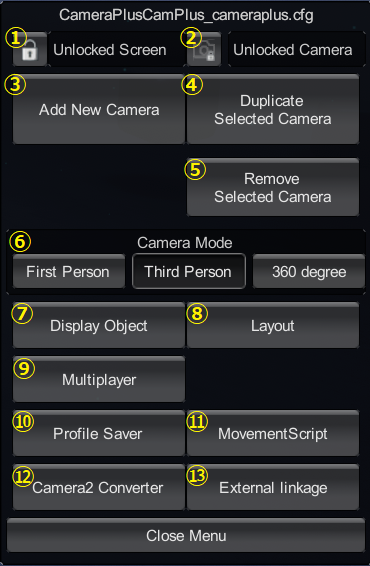 CameraPlusCamPlus_cameraplus.cfg
① Unlocked Screen ② Unlocked Camera
③ Add New Camera ④ Duplicate
Selected Camera
⑤ Remove
Selected Camera
⑥ Camera Mode
First Person Third Person 360 degree
⑦ Display Object ⑧ Layout
⑨ Multiplayer
⑩ Profile Saver ⑪ MovementScript
⑫ Camera2 Converter ⑬ External linkage
Close Menu